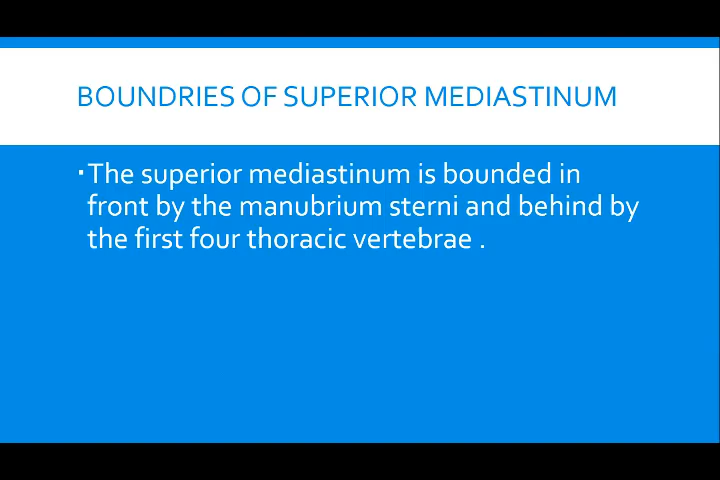 BOUNDRIES OF SUPERIOR MEDIASTINUM
▪The superior mediastinum is bounded in
front by the manubrium sterni and behind by
the first four thoracic vertebrae .